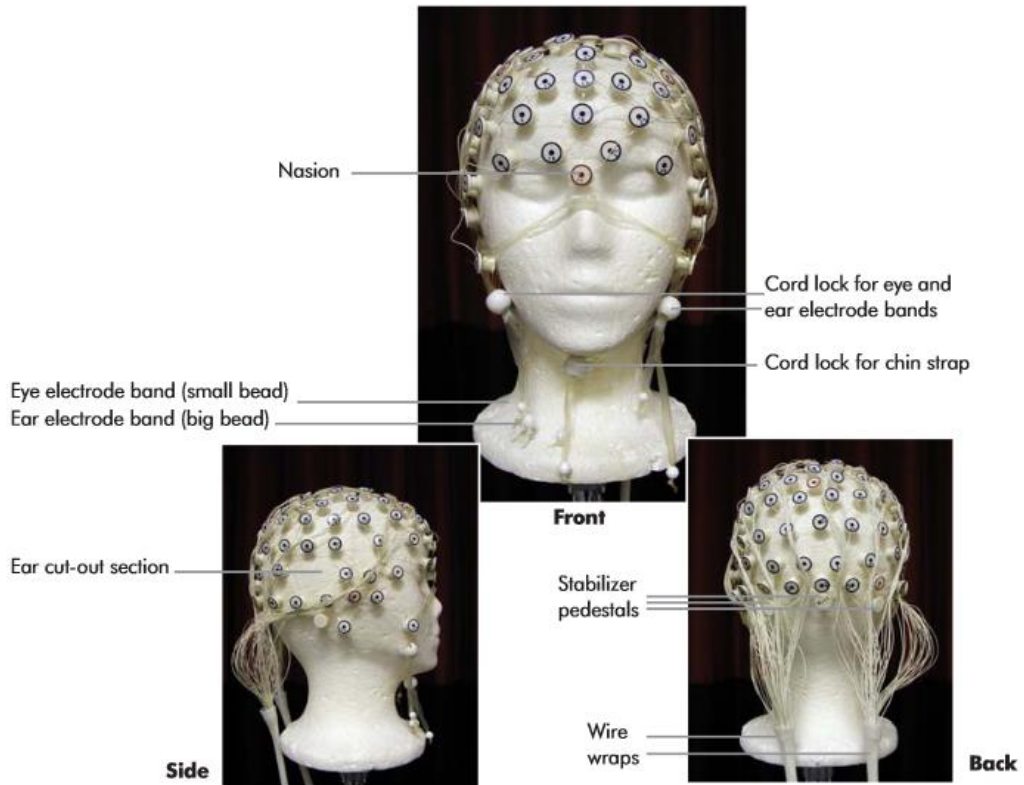 Nasion
Cord lock for eye and
ear electrode bands
Cord lock for chin strap
Eye electrode band (small bead)
Ear electrode band (big bead)
Front
Ear cut-out section
Stabilizer
pedestals
Wire
wraps
Side
Back